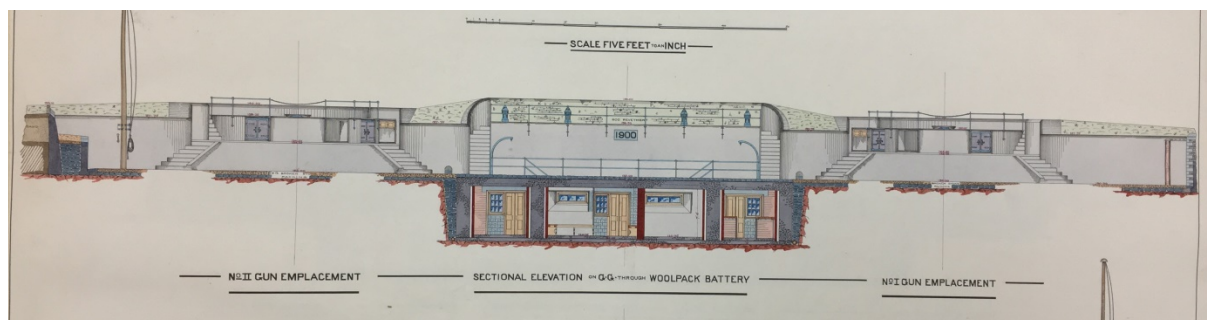 SCALE FIVE FEET TO AN INCH
1900
Nº II GUN EMPLACEMENT
SECTIONAL ELEVATION ON G.G. THROUGH WOOLPACK BATTERY
Nº I GUN EMPLACEMENT